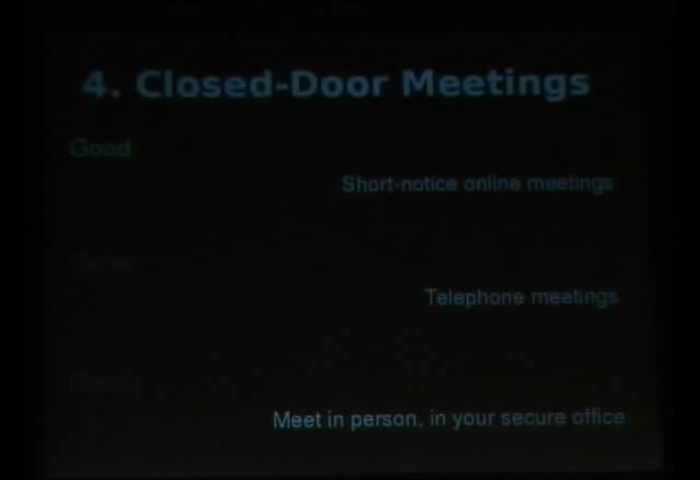 4. Closed-Door Meetings
Good
Short-notice online meetings
Telephone meetings
Meet in person, in your secure office